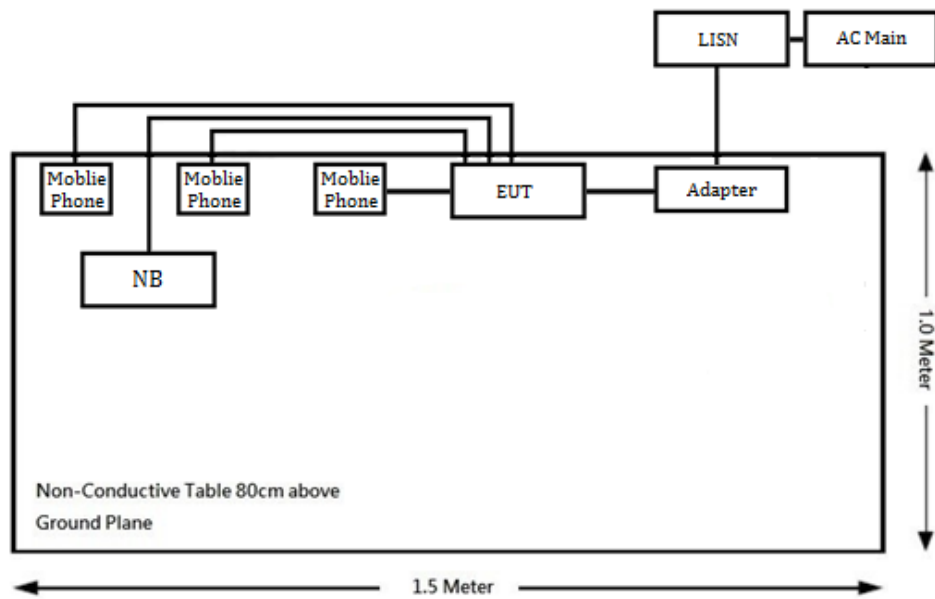 LISN
AC Main
Moblie
Phone
Moblie
Phone
Moblie
Phone
EUT
Adapter
NB
1.0 Meter
Non-Conductive Table 80cm above
Ground Plane
1.5 Meter